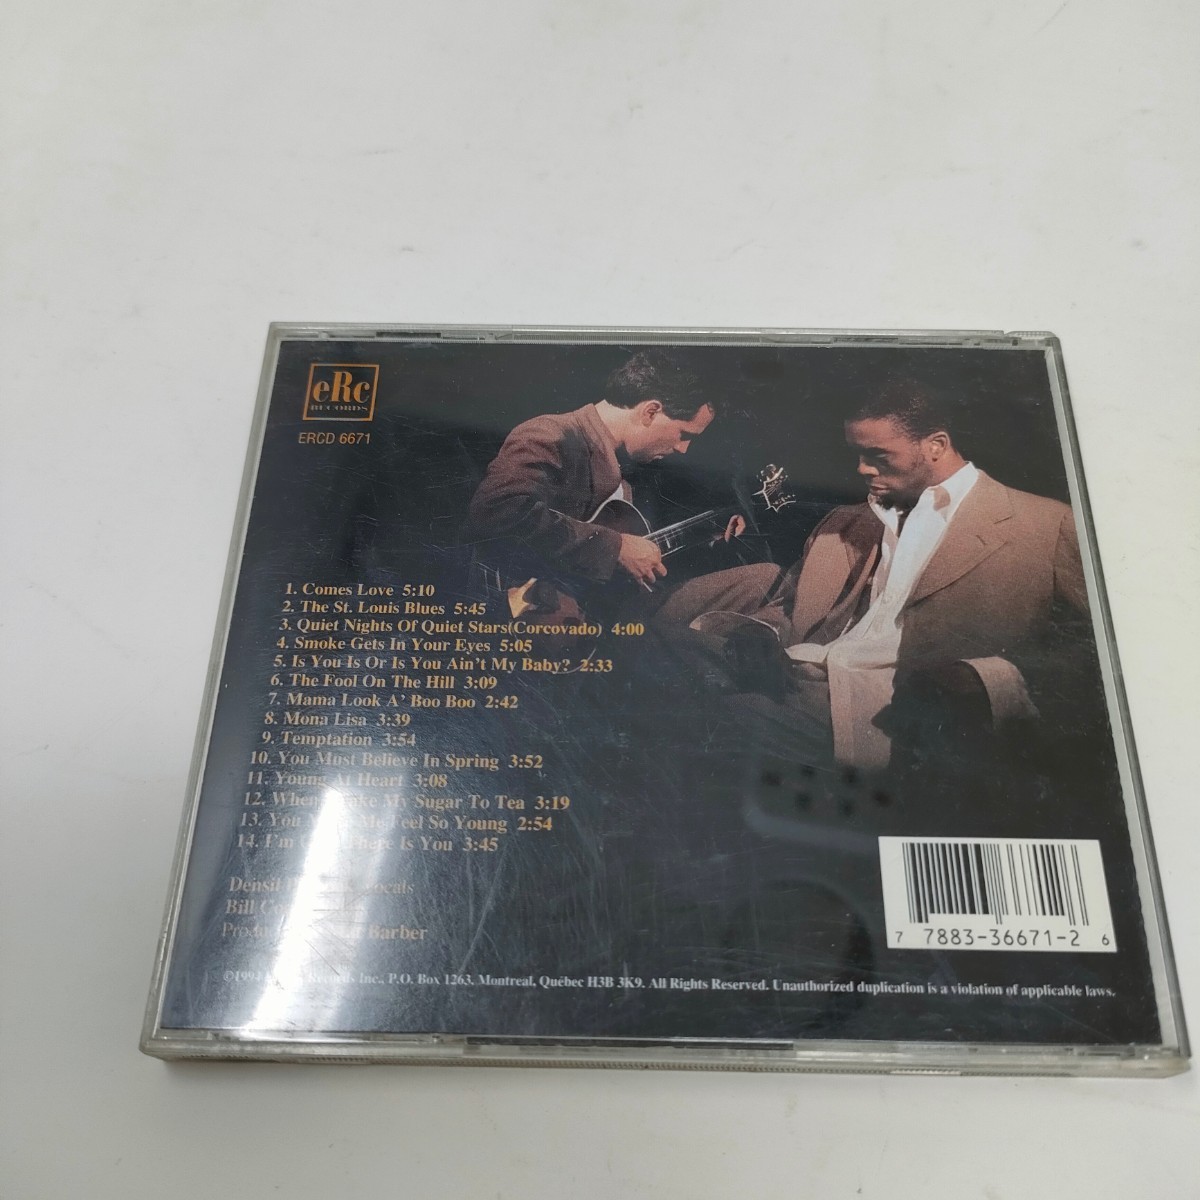 eRc
RECORDS
ERCD 6671
1. Comes Love 5:10
2. The St. Louis Blues 5:45
3. Quiet Nights Of Quiet Stars(Corcovado) 4:00
4. Smoke Gets In Your Eyes 5:05
5. Is You Is Or Is You Ain't My Baby? 2:33
6. The Fool On The Hill 3:09
7. Mama Look A' Boo Boo 2:42
8. Mona Lisa 3:39
9. Temptation 3:54
10. You Must Believe In Spring 3:52
11. Young At Heart 3:08
12. When My Sugar To Tea 3:19
13. You Me Feel So Young 2:54
14. I'm Where Is You 3:45
Densil vocals
Bill
Barber
Records Inc., P.O. Box 1263, Montreal, Québec H3B 3K9. All Rights Reserved. Unauthorized duplication is a violation of applicable laws.
7 7883-36671-2 6